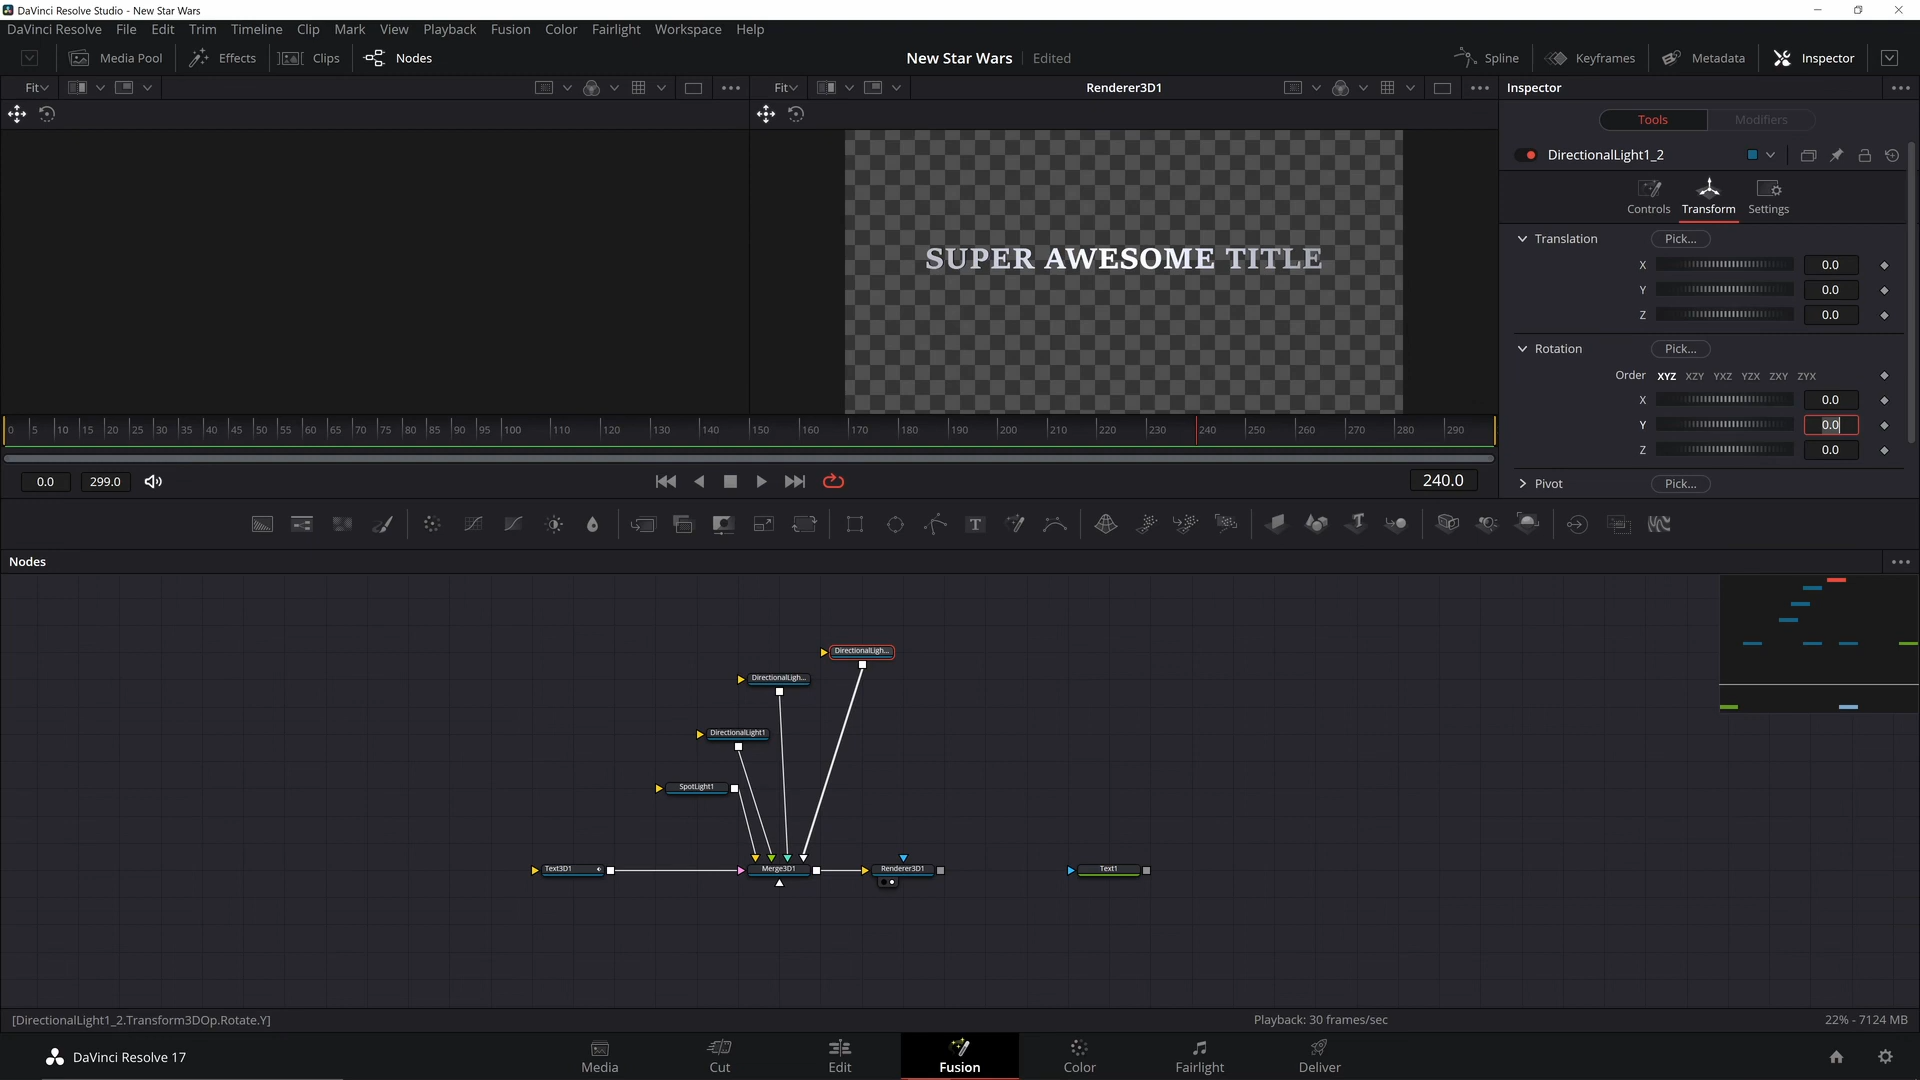 DaVinci Resolve Studio - New Star Wars
DaVinci Resolve File Edit Trim Timeline Clip Mark View Playback Fusion Color Fairlight Workspace Help
Media Pool Effects Clips Nodes New Star Wars Edited Spline Keyframes Metadata Inspector
Fit Fit Renderer3D1 Inspector
Tools Modifiers
DirectionalLight1_2
Controls Transform Settings
SUPER AWESOME TITLE
Translation Pick...
X 0.0
Y 0.0
Z 0.0
Rotation Pick...
Order XYZ XZY YXZ YZX ZXY ZYX
X 0.0
Y 0.0
Z 0.0
Pivot Pick...
0 5 10 15 20 25 30 35 40 45 50 55 60 65 70 75 80 85 90 95 100 110 120 130 140 150 160 170 180 190 200 210 220 230 240 250 260 270 280 290
0.0 299.0 240.0
Nodes
DirectionalLigh...
DirectionalLigh...
DirectionalLight1
SpotLight1
Text3D1 Merge3D1 Renderer3D1 Text1
[DirectionalLight1_2.Transform3DOp.Rotate.Y] Playback: 30 frames/sec 22% - 7124 MB
DaVinci Resolve 17 Media Cut Edit Fusion Color Fairlight Deliver